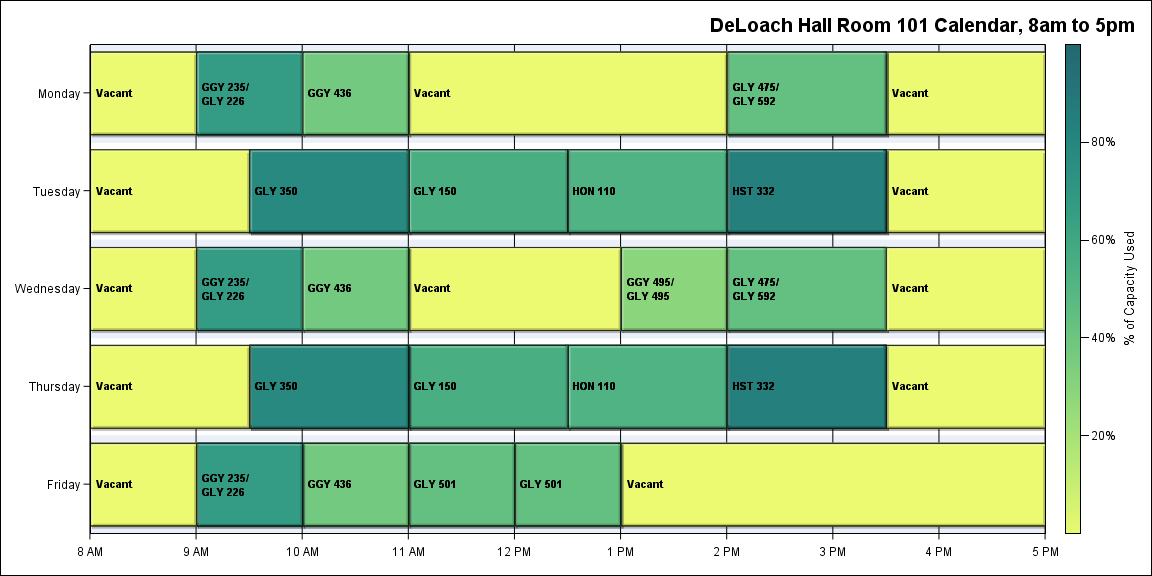 DeLoach Hall Room 101 Calendar, 8am to 5pm
Monday
Vacant
GGY 235/
GLY 226
GGY 436
Vacant
GLY 475/
GLY 592
Vacant
Tuesday
Vacant
GLY 350
GLY 150
HON 110
HST 332
Vacant
Wednesday
Vacant
GGY 235/
GLY 226
GGY 436
Vacant
GGY 495/
GLY 495
GLY 475/
GLY 592
Vacant
Thursday
Vacant
GLY 350
GLY 150
HON 110
HST 332
Vacant
Friday
Vacant
GGY 235/
GLY 226
GGY 436
GLY 501
GLY 501
Vacant
8 AM
9 AM
10 AM
11 AM
12 PM
1 PM
2 PM
3 PM
4 PM
5 PM
80%
60%
40%
20%
% of Capacity Used